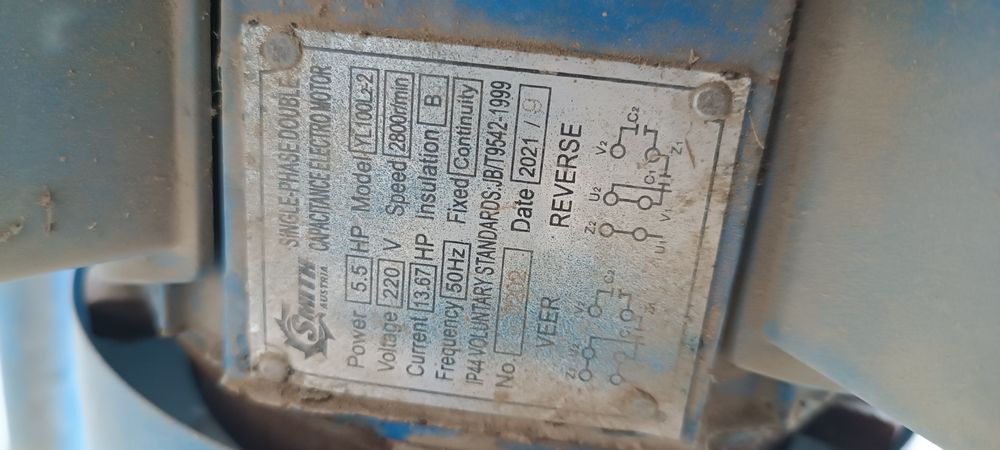 SMITH
AUSTRIA
SINGLE-PHASE DOUBLE
CAPACITANCE ELECTRO MOTOR
Power 5.5 HP Model YL100L-2
Voltage 220 V Speed 2800r/min
Current 13.67 HP Insulation B
Frequency 50Hz Fixed Continuity
IP44 VOLUNTARY STANDARDS:JB/T9542-1999
No Date 2021 / 9
VEER REVERSE
Z2 U2 V2 C2
U1 V1 C1 Z1